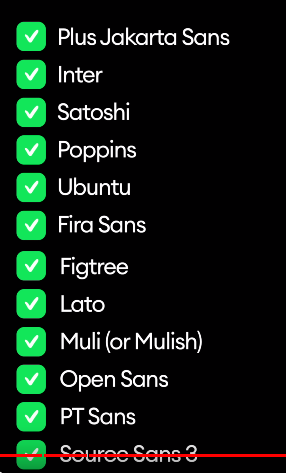 Plus Jakarta Sans
Inter
Satoshi
Poppins
Ubuntu
Fira Sans
Figtree
Lato
Muli (or Mulish)
Open Sans
PT Sans
Source Sans 3